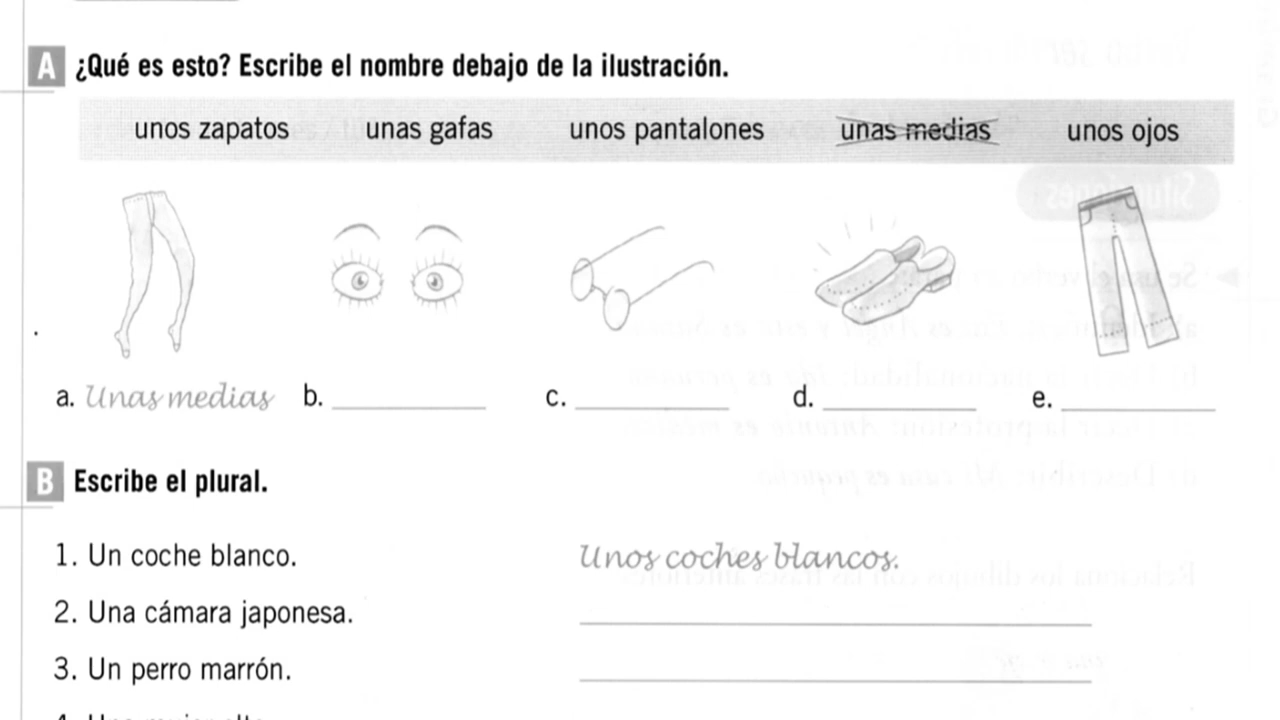 A ¿Qué es esto? Escribe el nombre debajo de la ilustración.
unos zapatos unas gafas unos pantalones unas medias unos ojos
a. Unas medias b. c. d. e.
B Escribe el plural.
1. Un coche blanco. Unos coches blancos.
2. Una cámara japonesa.
3. Un perro marrón.